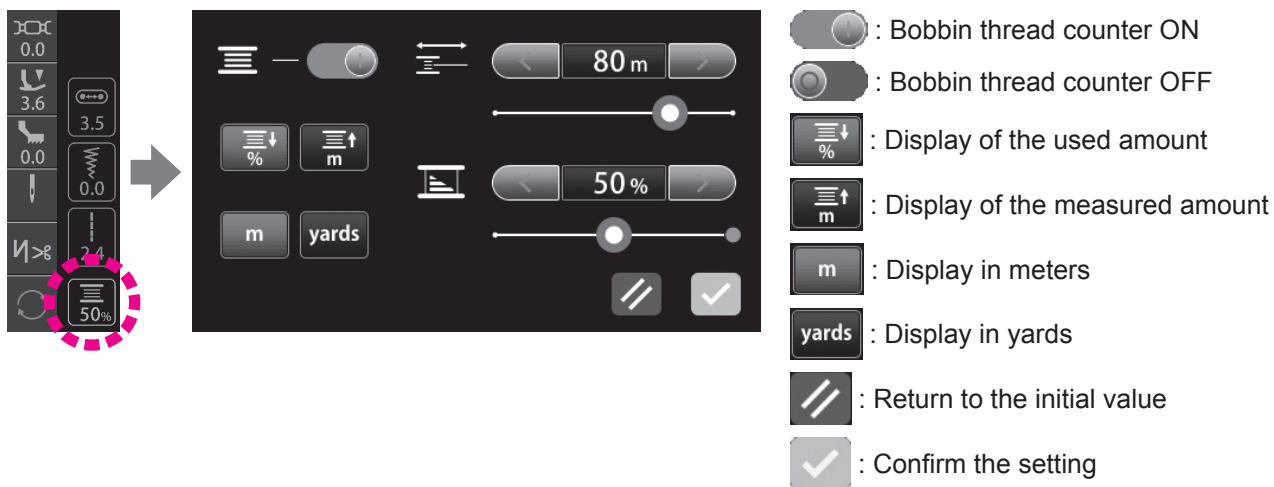 0.0
3.6
0.0
3.5
0.0
2.4
50%
80 m
% m
50 %
m yards
: Bobbin thread counter ON
: Bobbin thread counter OFF
% : Display of the used amount
m : Display of the measured amount
m : Display in meters
yards : Display in yards
: Return to the initial value
: Confirm the setting